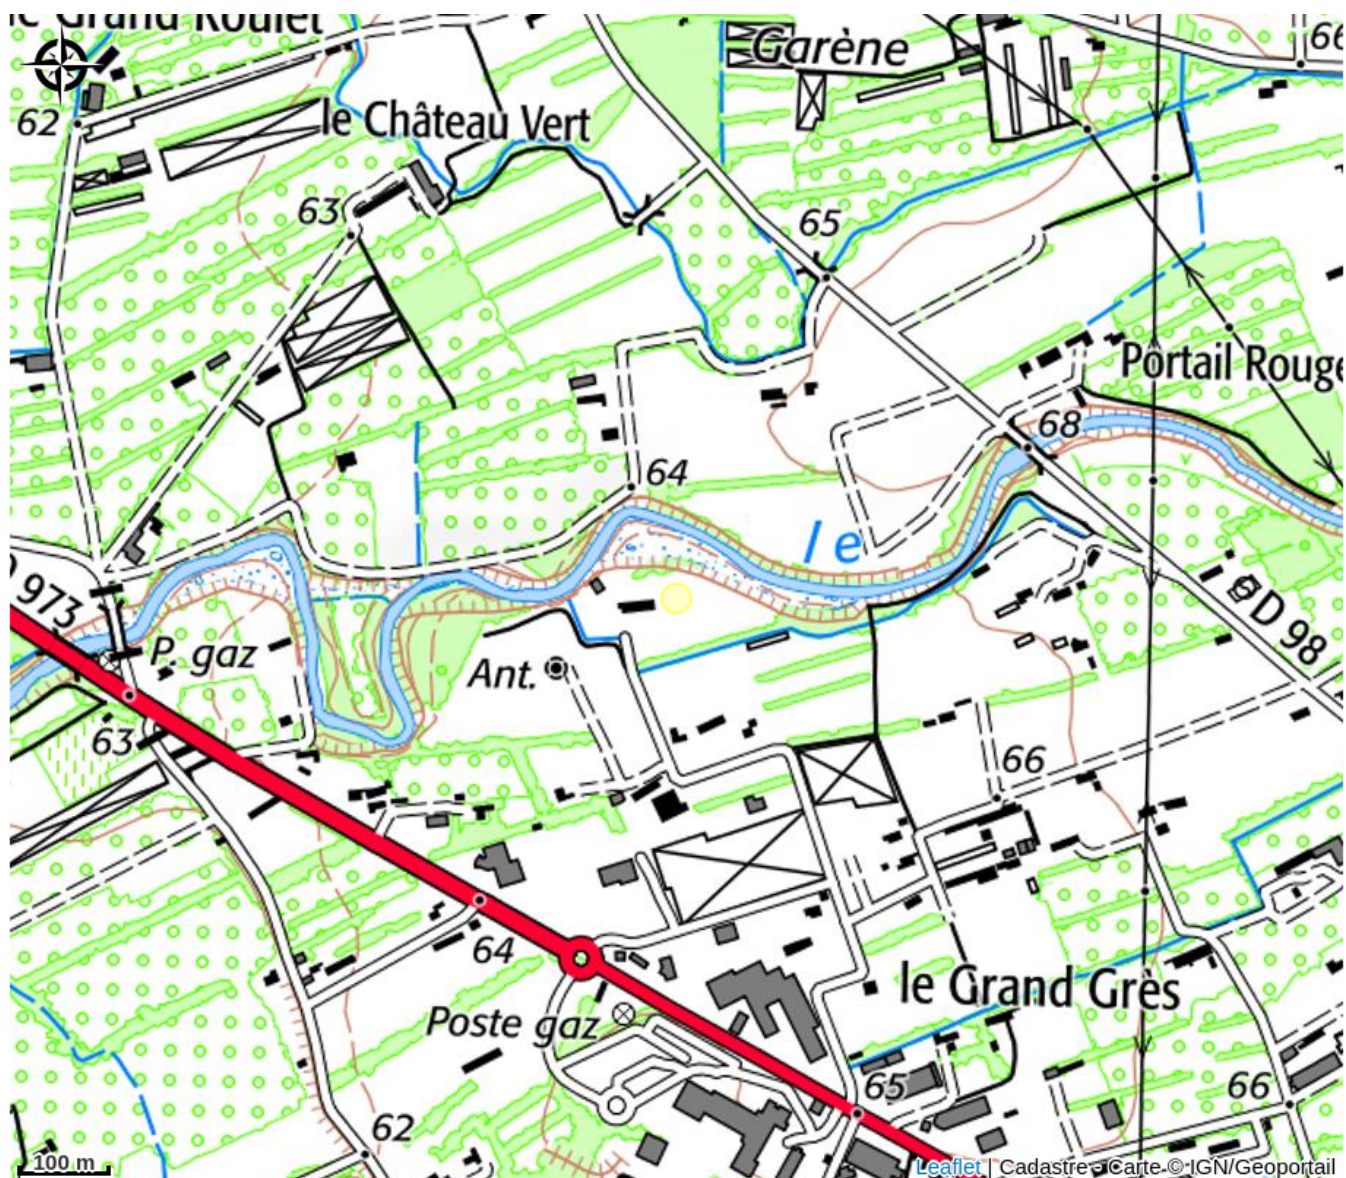 le Grand Roulet
Garène
66
62
le Château Vert
63
65
Portail Rouge
68
64
le
D 973
P. gaz
D 98
Ant.
63
66
64
le Grand Grès
Poste gaz
65
66
62
100 m
Leaflet | Cadastre - Carte © IGN/Geoportail